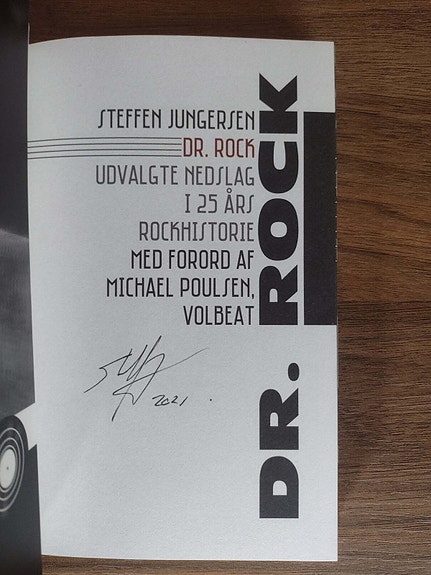 STEFFEN JUNGERSEN
DR. ROCK
UDVALGTE NEDSLAG
I 25 ÅRS
ROCKHISTORIE
MED FORORD AF
MICHAEL POULSEN,
VOLBEAT
2021
DR. ROCK